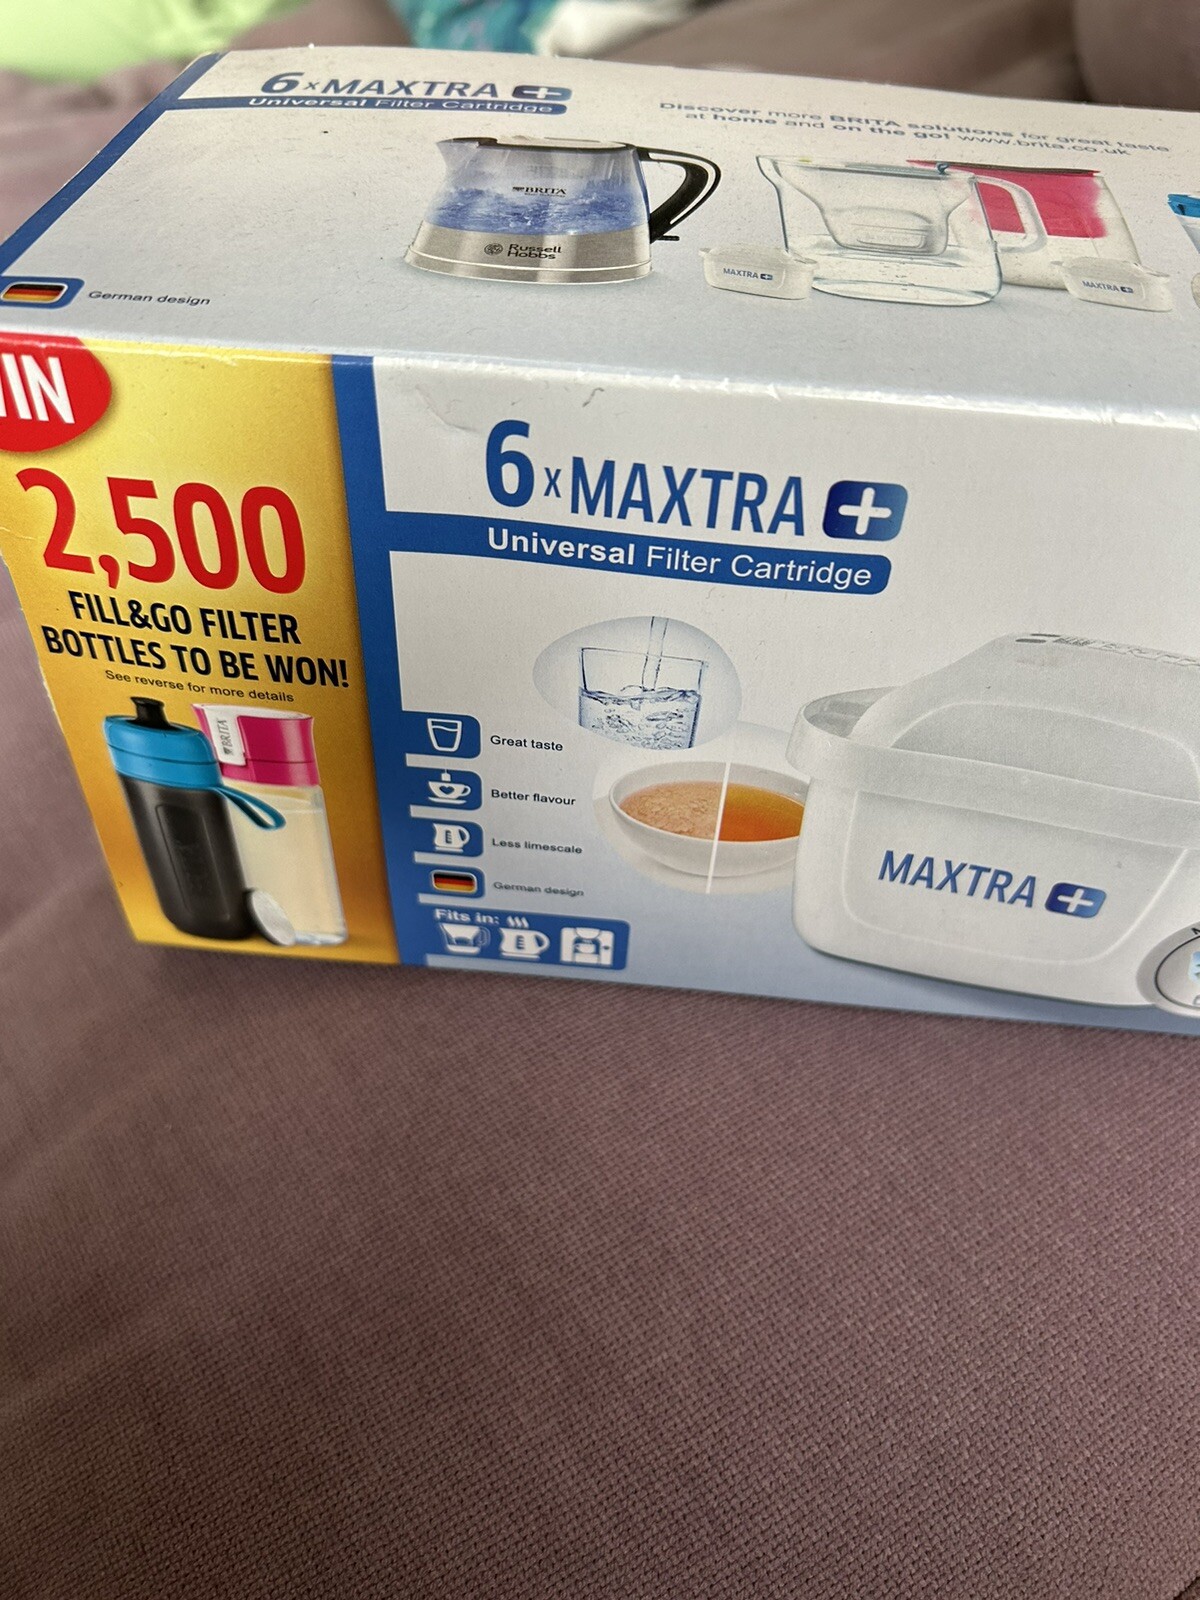 6 x MAXTRA +
Universal Filter Cartridge
Discover more BRITA solutions for great taste
at home and on the go! www.brita.co.uk
BRITA
Russell
Hobbs
MAXTRA +
MAXTRA +
German design
2,500
FILL&GO FILTER
BOTTLES TO BE WON!
See reverse for more details
BRITA
6 x MAXTRA +
Universal Filter Cartridge
Great taste
Better flavour
Less limescale
German design
Fits in:
MAXTRA +